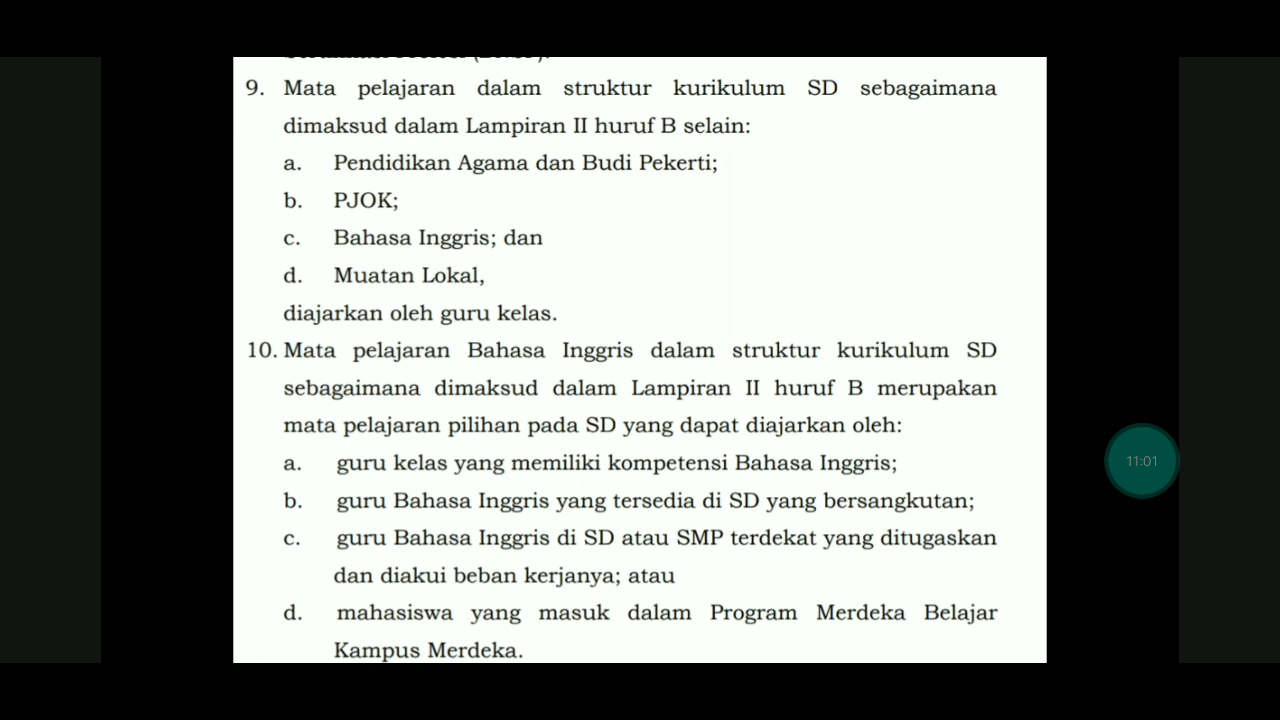 9. Mata pelajaran dalam struktur kurikulum SD sebagaimana
dimaksud dalam Lampiran II huruf B selain:
a. Pendidikan Agama dan Budi Pekerti;
b. PJOK;
c. Bahasa Inggris; dan
d. Muatan Lokal,
diajarkan oleh guru kelas.
10. Mata pelajaran Bahasa Inggris dalam struktur kurikulum SD
sebagaimana dimaksud dalam Lampiran II huruf B merupakan
mata pelajaran pilihan pada SD yang dapat diajarkan oleh:
a. guru kelas yang memiliki kompetensi Bahasa Inggris;
b. guru Bahasa Inggris yang tersedia di SD yang bersangkutan;
c. guru Bahasa Inggris di SD atau SMP terdekat yang ditugaskan
dan diakui beban kerjanya; atau
d. mahasiswa yang masuk dalam Program Merdeka Belajar
Kampus Merdeka.
11:01